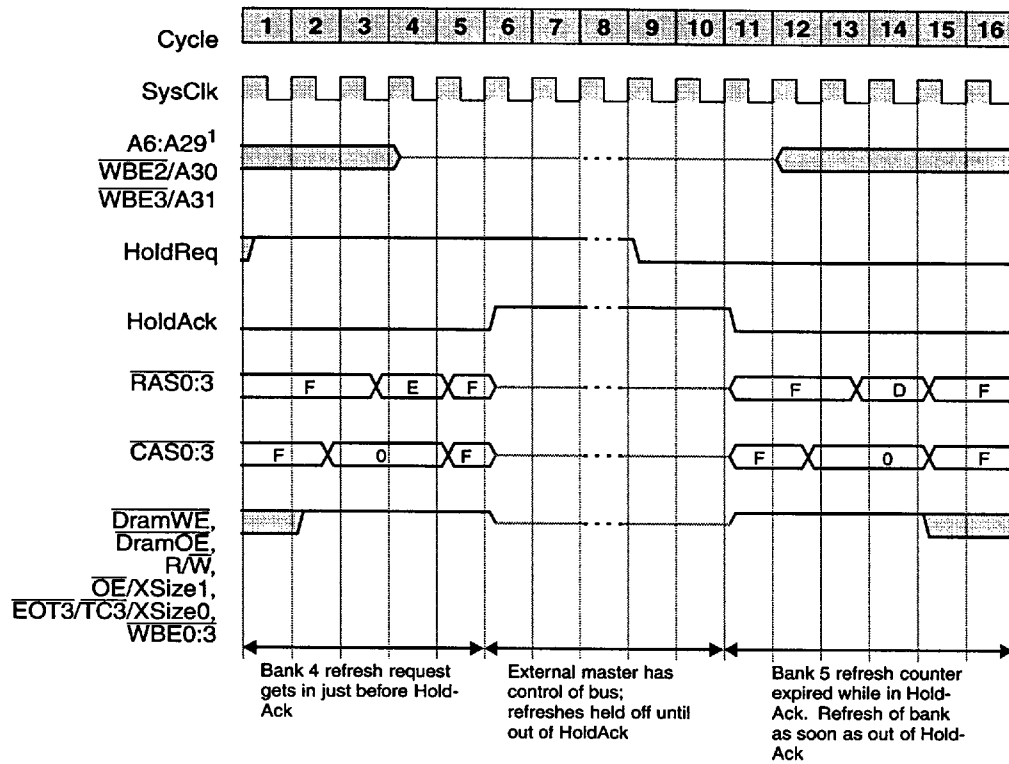 Cycle 1 2 3 4 5 6 7 8 9 10 11 12 13 14 15 16
SysClk
A6:A29¹
WBE2/A30
WBE3/A31
HoldReq
HoldAck
RAS0:3 F E F F D F
CAS0:3 F 0 F F 0 F
DramWE,
DramOE,
R/W,
OE/XSize1,
EOT3/TC3/XSize0,
WBE0:3
Bank 4 refresh request
gets in just before Hold-
Ack
External master has
control of bus;
refreshes held off until
out of HoldAck
Bank 5 refresh counter
expired while in Hold-
Ack. Refresh of bank
as soon as out of Hold-
Ack